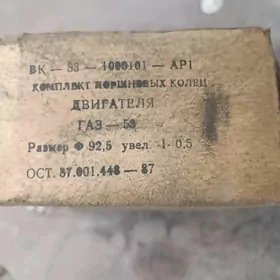 ВК — 53 — 1000101 — АР1
КОМПЛЕКТ ПОРШНЕВЫХ КОЛЕЦ
ДВИГАТЕЛЯ
ГАЗ — 53
Размер Ф 92,5 увел. -1- 0,5
ОСТ. 37.001.446 — 87